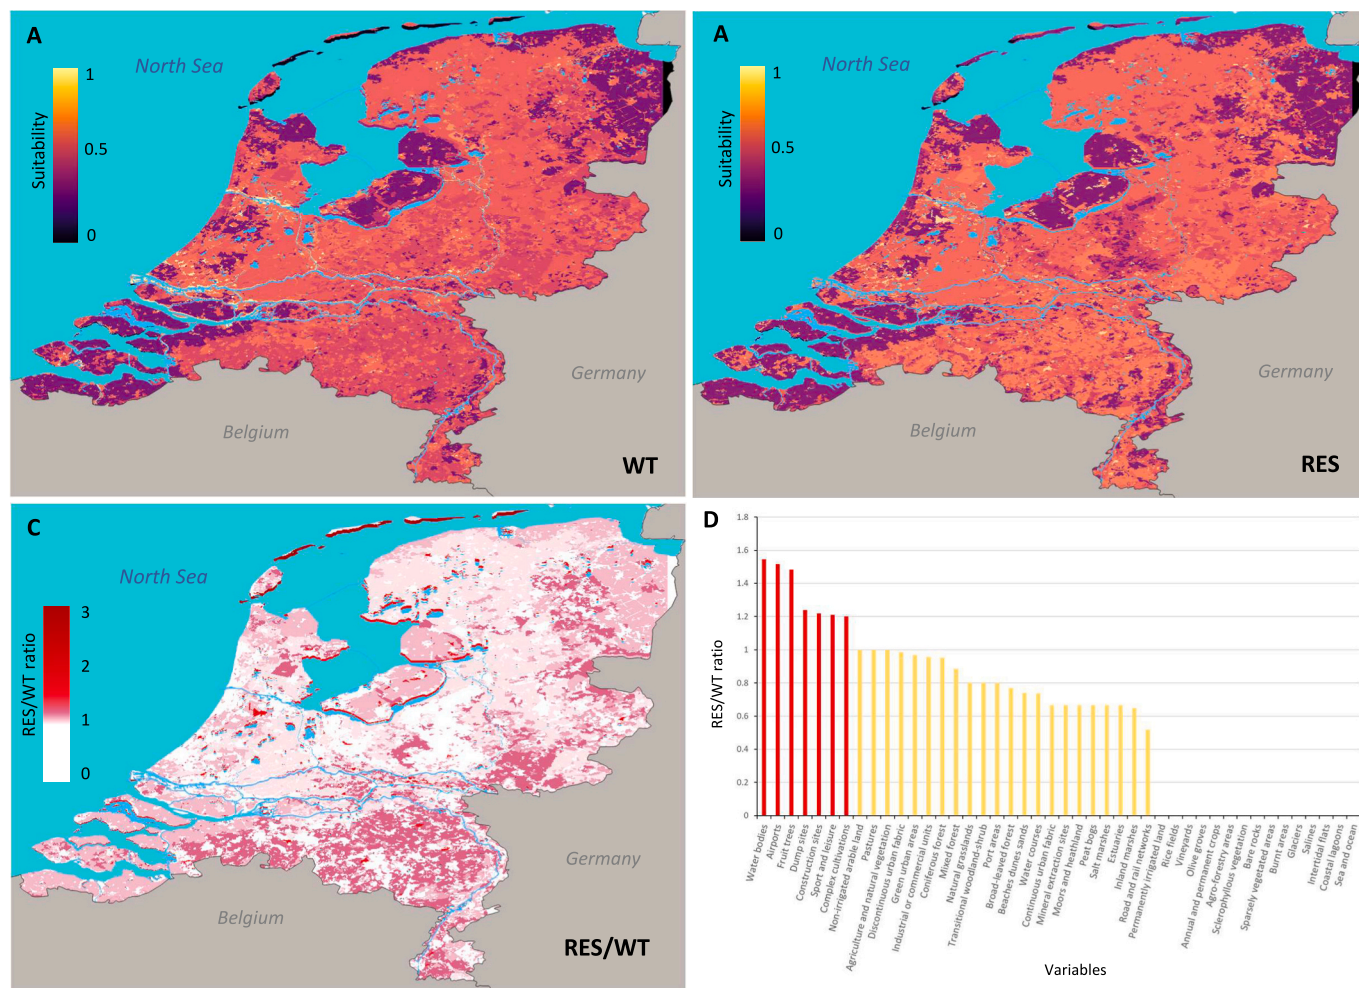 A
North Sea
Suitability
1
0.5
0
Germany
Belgium
WT
A
North Sea
Suitability
1
0.5
0
Germany
Belgium
RES
C
North Sea
RES/WT ratio
3
2
1
0
Germany
Belgium
RES/WT
D
RES/WT ratio
1.8
1.6
1.4
1.2
1
0.8
0.6
0.4
0.2
0
Water bodies
Airports
Fruit trees
Dump sites
Construction sites
Sport and leisure
Complex cultivations
Non-irrigated arable land
Pastures
Agriculture and natural vegetation
Discontinuous urban fabric
Green urban areas
Industrial or commercial units
Coniferous forest
Mixed forest
Natural grasslands
Transitional woodland-shrub
Port areas
Broad-leaved forest
Beaches dunes sands
Water courses
Continuous urban fabric
Mineral extraction sites
Moors and heathland
Peat bogs
Salt marshes
Estuaries
Inland marshes
Road and rail networks
Permanently irrigated land
Rice fields
Vineyards
Olive groves
Annual and permanent crops
Agro-forestry areas
Sclerophyllous vegetation
Bare rocks
Sparsely vegetated areas
Burnt areas
Glaciers
Salines
Intertidal flats
Coastal lagoons
Sea and ocean
Variables